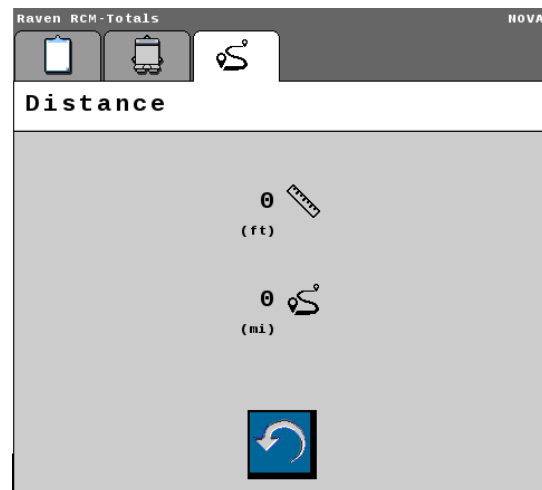 Raven RCM-Totals NOVA
Distance
0
(ft)
0
(mi)